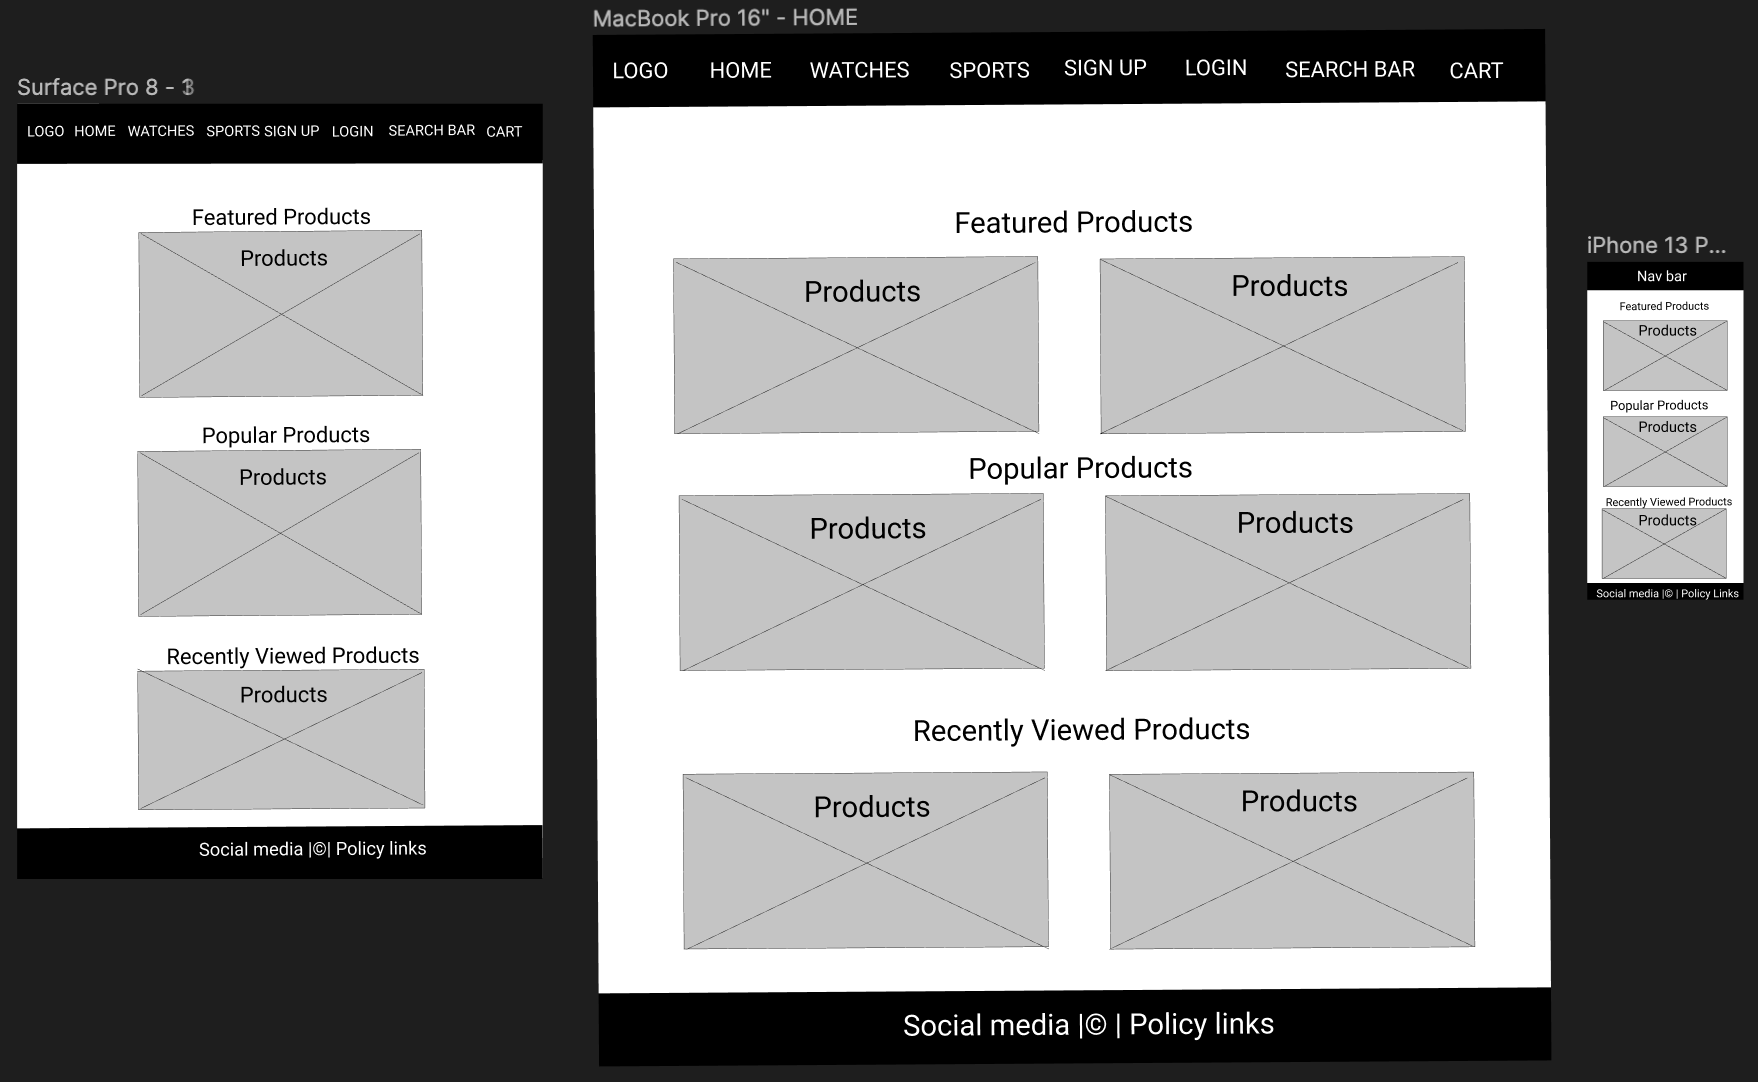 Surface Pro 8 -
LOGO HOME WATCHES SPORTS SIGN UP LOGIN SEARCH BAR CART
Featured Products
Products
Popular Products
Products
Recently Viewed Products
Products
Social media |©| Policy links
MacBook Pro 16" - HOME
LOGO HOME WATCHES SPORTS SIGN UP LOGIN SEARCH BAR CART
Featured Products
Products Products
Popular Products
Products Products
Recently Viewed Products
Products Products
Social media |© | Policy links
iPhone 13 P...
Nav bar
Featured Products
Products
Popular Products
Products
Recently Viewed Products
Products
Social media |© | Policy Links